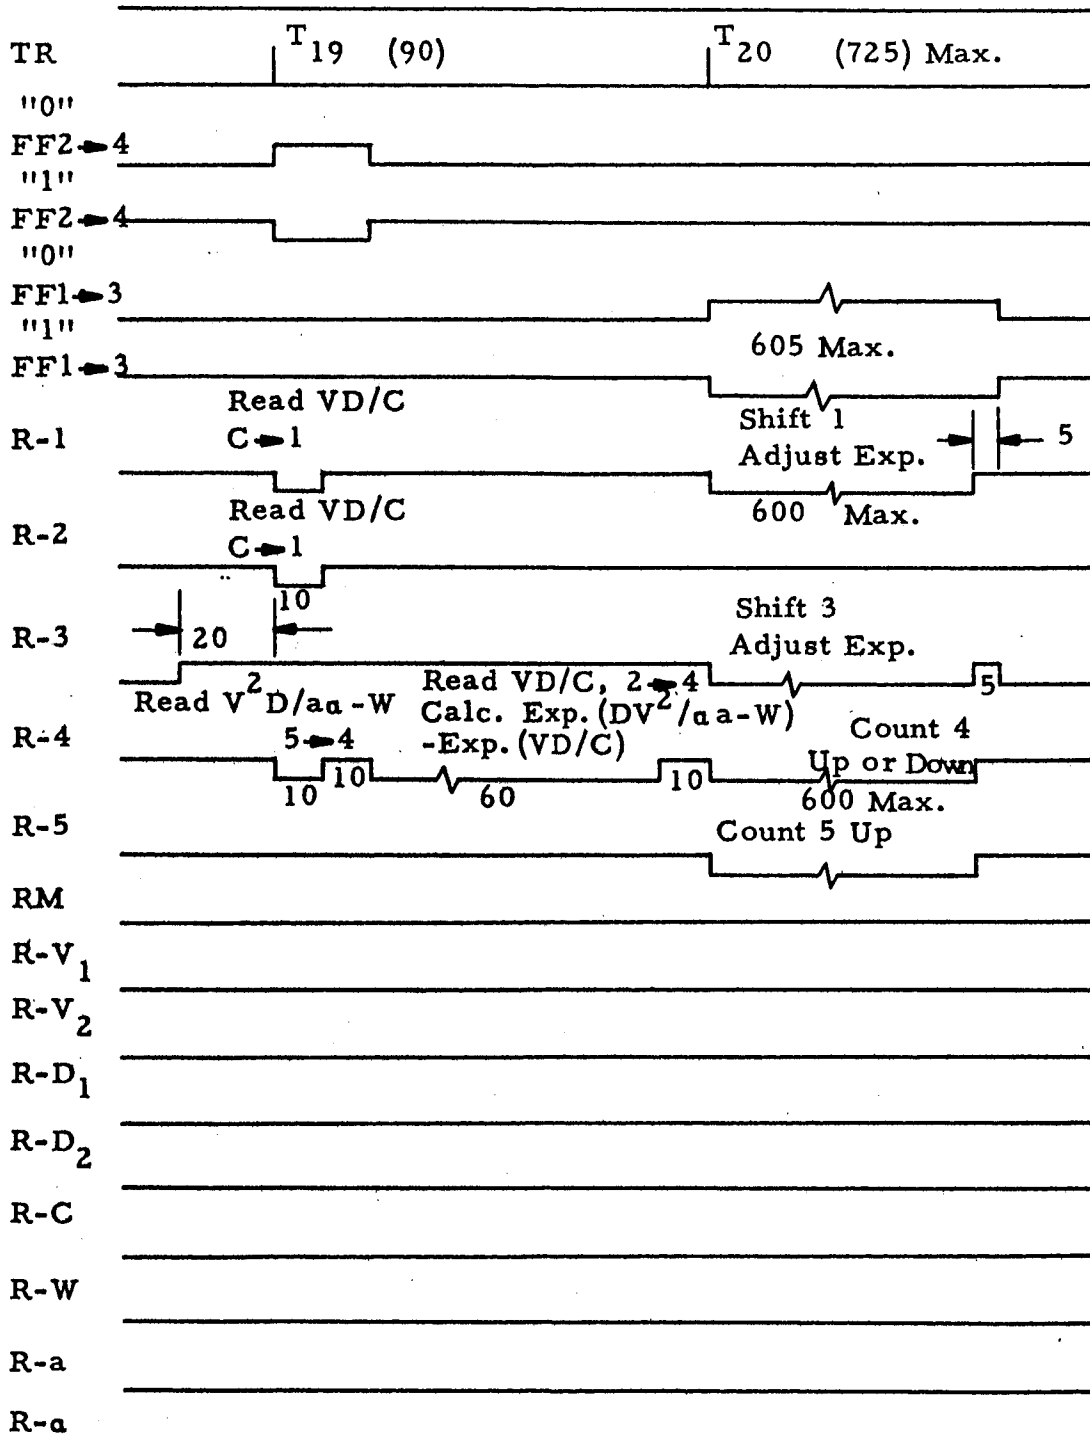 TR T19 (90) T20 (725) Max.
"0"
FF2→4
"1"
FF2→4
"0"
FF1→3
"1"
605 Max.
FF1→3
Read VD/C
C→1
R-1
Shift 1
Adjust Exp.
5
600 Max.
Read VD/C
C→1
R-2
10
R-3
20
Shift 3
Adjust Exp.
5
Read V²D/aα-W
5→4
R-4
10
10
Read VD/C, 2→4
Calc. Exp.(DV²/αa-W)
-Exp.(VD/C)
60
10
Count 4
Up or Down
600 Max.
R-5
Count 5 Up
RM
R-V1
R-V2
R-D1
R-D2
R-C
R-W
R-a
R-α